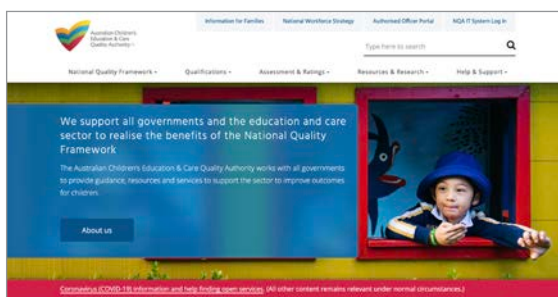 Australian Children's
Education & Care
Quality Authority
Information for Families
National Workforce Strategy
Authorised Officer Portal
NQA IT System Log In
Type here to search
National Quality Framework
Qualifications
Assessment & Ratings
Resources & Research
Help & Support
We support all governments and the education and care
sector to realise the benefits of the National Quality
Framework
The Australian Children's Education & Care Quality Authority works with all governments
to provide guidance, resources and services to support the sector to improve outcomes
for children.
About us
Coronavirus (COVID-19) information and help finding open services. (All other content remains relevant under normal circumstances.)